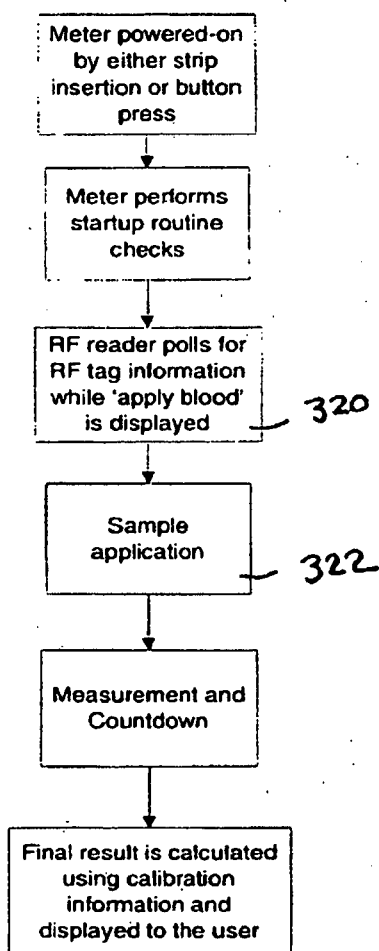 Meter powered-on
by either strip
insertion or button
press
Meter performs
startup routine
checks
RF reader polls for
RF tag information
while 'apply blood'
is displayed
320
Sample
application
322
Measurement and
Countdown
Final result is calculated
using calibration
information and
displayed to the user